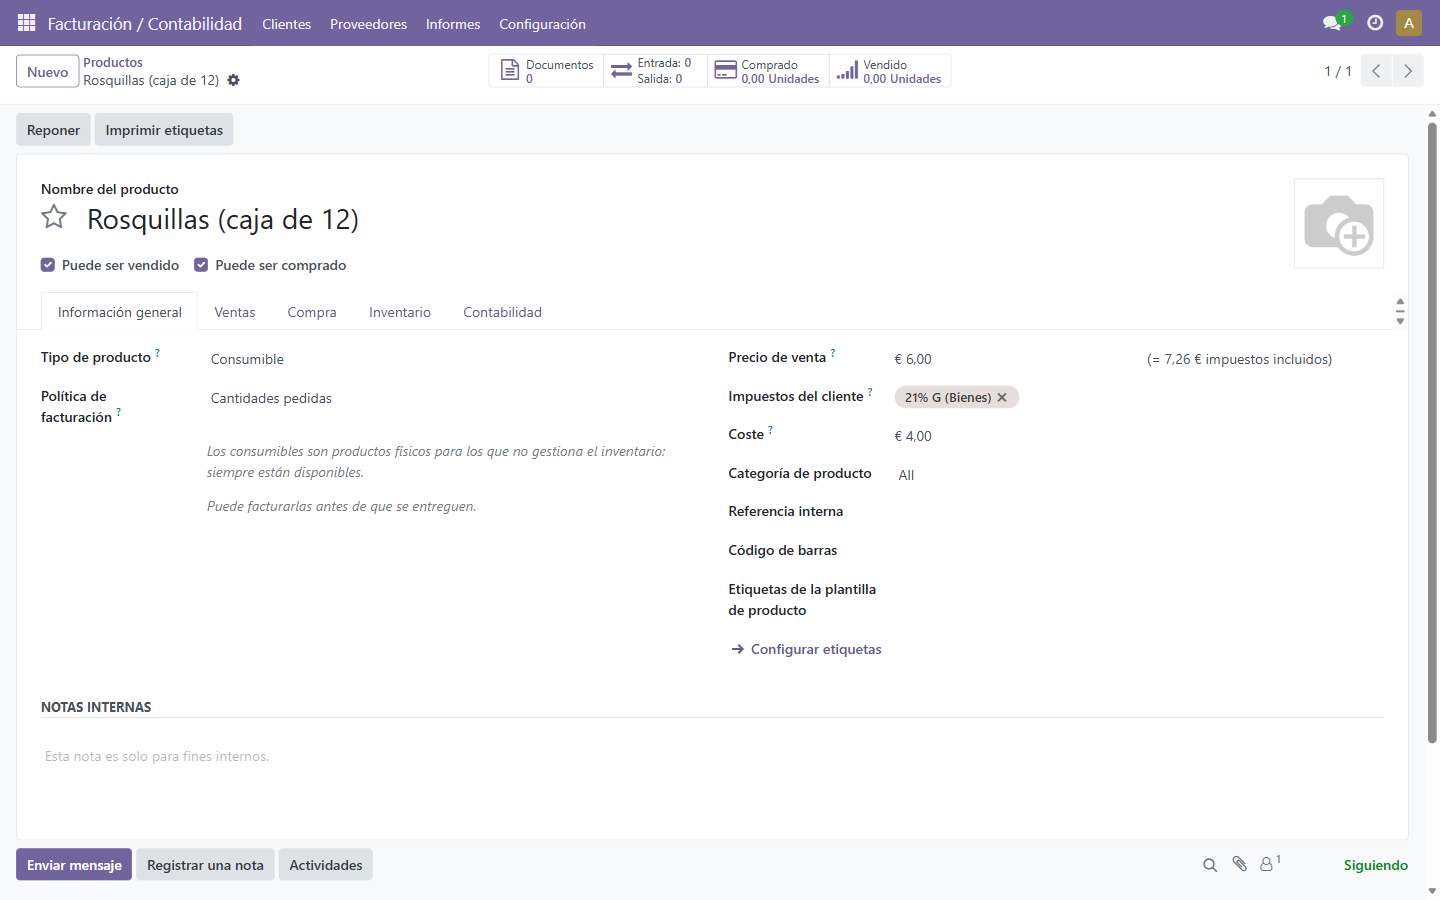 Facturación / Contabilidad
Clientes
Proveedores
Informes
Configuración
1
A
Nuevo
Productos
Rosquillas (caja de 12)
Documentos
0
Entrada: 0
Salida: 0
Comprado
0,00 Unidades
Vendido
0,00 Unidades
1 / 1
Reponer
Imprimir etiquetas
Nombre del producto
Rosquillas (caja de 12)
Puede ser vendido
Puede ser comprado
Información general
Ventas
Compra
Inventario
Contabilidad
Tipo de producto ?
Consumible
Política de
facturación ?
Cantidades pedidas
Los consumibles son productos físicos para los que no gestiona el inventario:
siempre están disponibles.
Puede facturarlas antes de que se entreguen.
Precio de venta ?
€ 6,00
(= 7,26 € impuestos incluidos)
Impuestos del cliente ?
21% G (Bienes)
Coste ?
€ 4,00
Categoría de producto
All
Referencia interna
Código de barras
Etiquetas de la plantilla
de producto
Configurar etiquetas
NOTAS INTERNAS
Esta nota es solo para fines internos.
Enviar mensaje
Registrar una nota
Actividades
1
Siguiendo